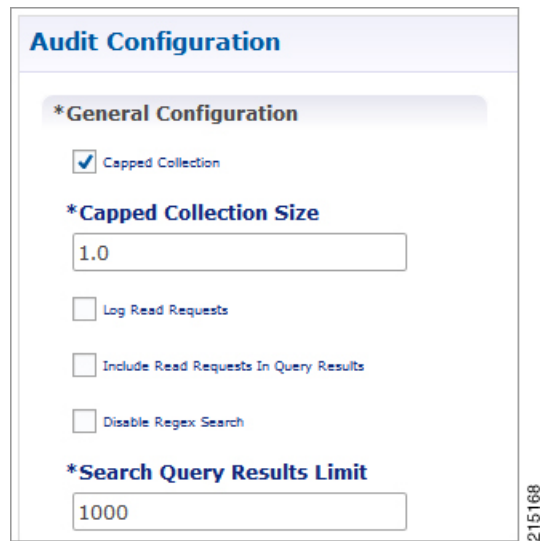 Audit Configuration
*General Configuration
Capped Collection
*Capped Collection Size
1.0
Log Read Requests
Include Read Requests In Query Results
Disable Regex Search
*Search Query Results Limit
1000
215168